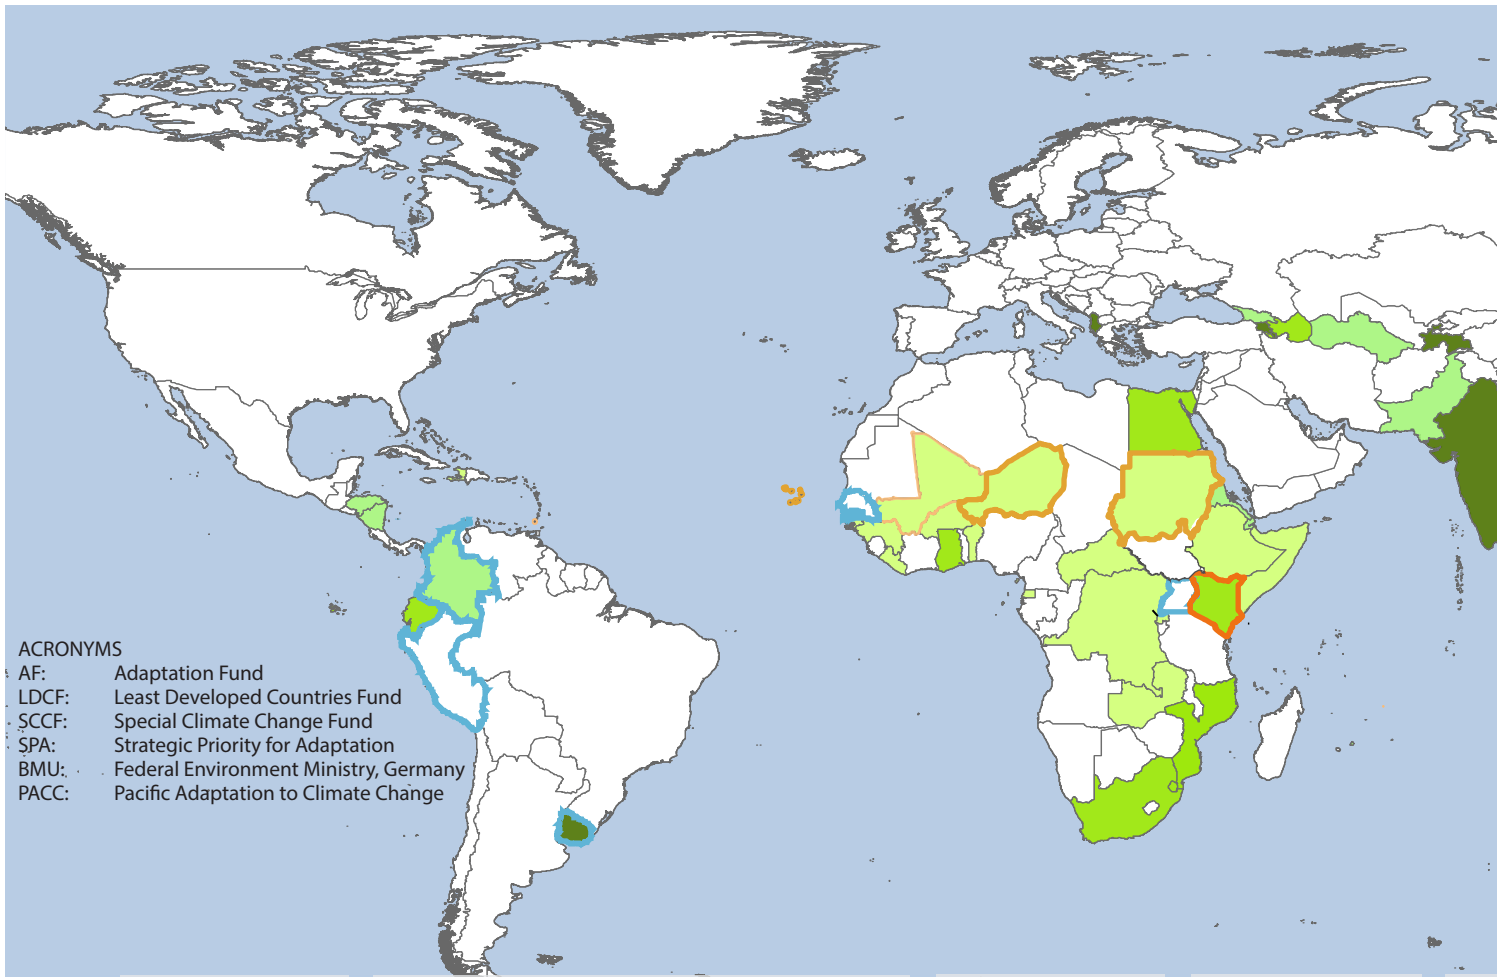 ACRONYMS
AF: Adaptation Fund
LDCF: Least Developed Countries Fund
SCCF: Special Climate Change Fund
SPA: Strategic Priority for Adaptation
BMU: Federal Environment Ministry, Germany
PACC: Pacific Adaptation to Climate Change